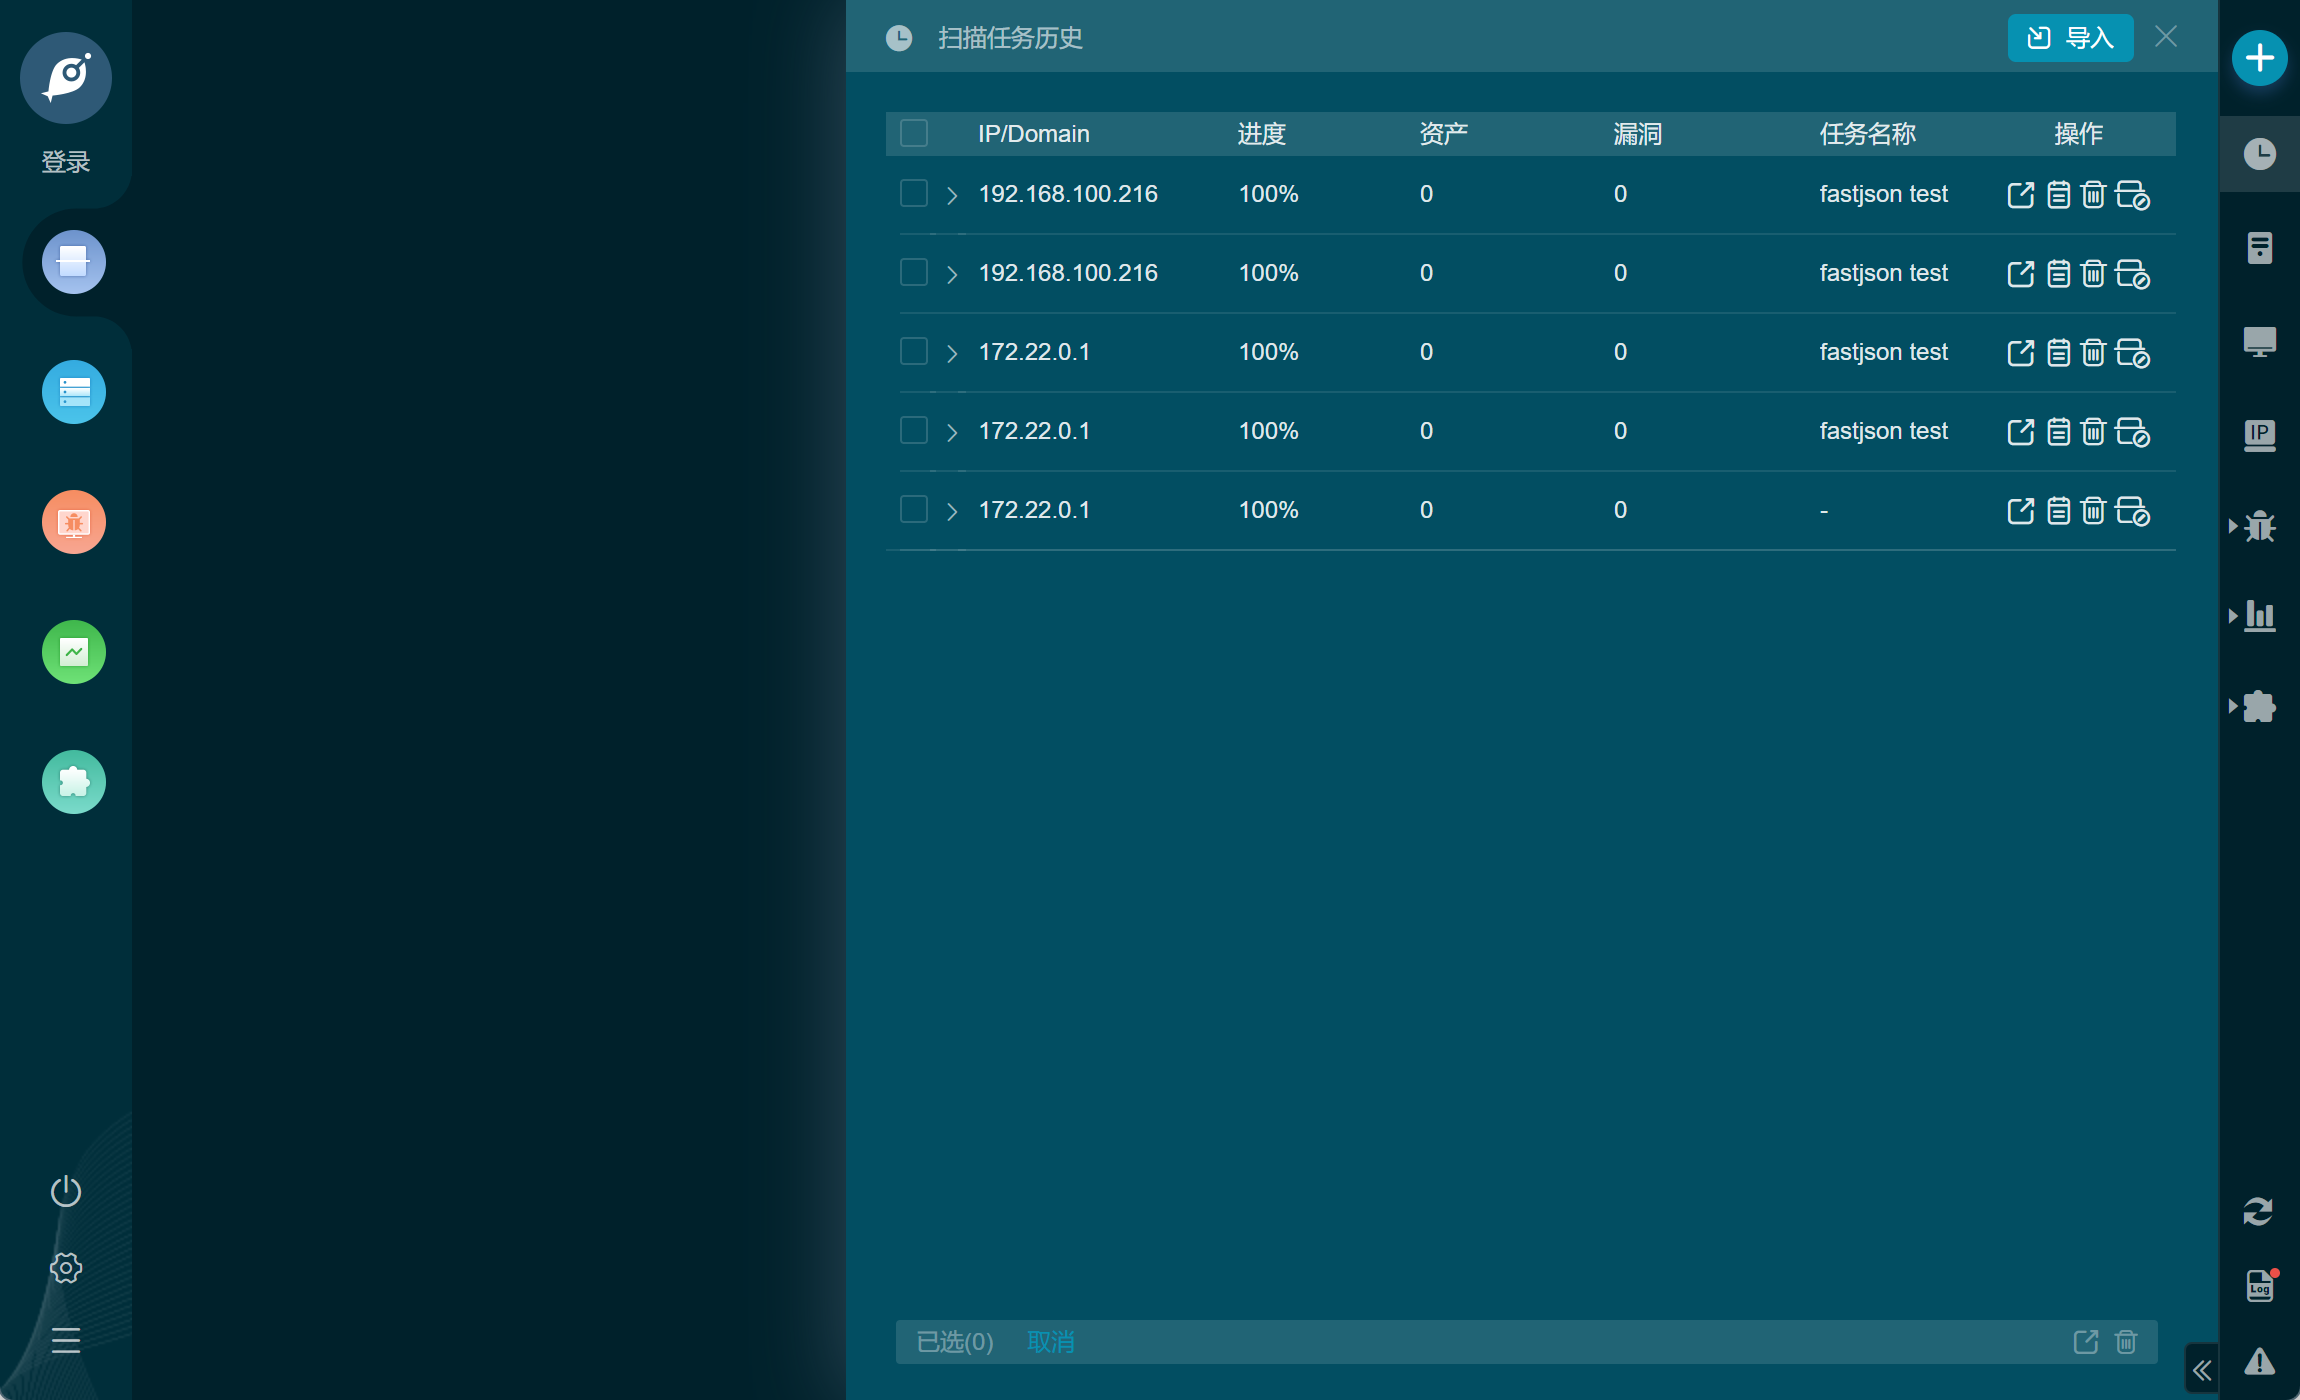 扫描任务历史
导入
登录
IP/Domain 进度 资产 漏洞 任务名称 操作
192.168.100.216 100% 0 0 fastjson test
192.168.100.216 100% 0 0 fastjson test
172.22.0.1 100% 0 0 fastjson test
172.22.0.1 100% 0 0 fastjson test
172.22.0.1 100% 0 0 -
IP
Log
已选(0) 取消